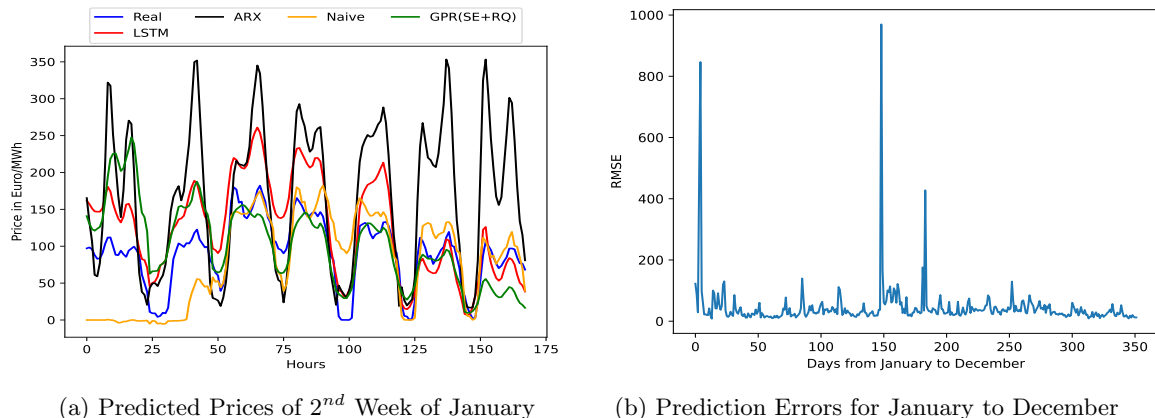 Real ARX Naive GPR(SE+RQ)
LSTM
350
300
250
200
150
100
50
0
Price in Euro/MWh
0 25 50 75 100 125 150 175
Hours
(a) Predicted Prices of 2nd Week of January
1000
800
600
400
200
0
RMSE
0 50 100 150 200 250 300 350
Days from January to December
(b) Prediction Errors for January to December